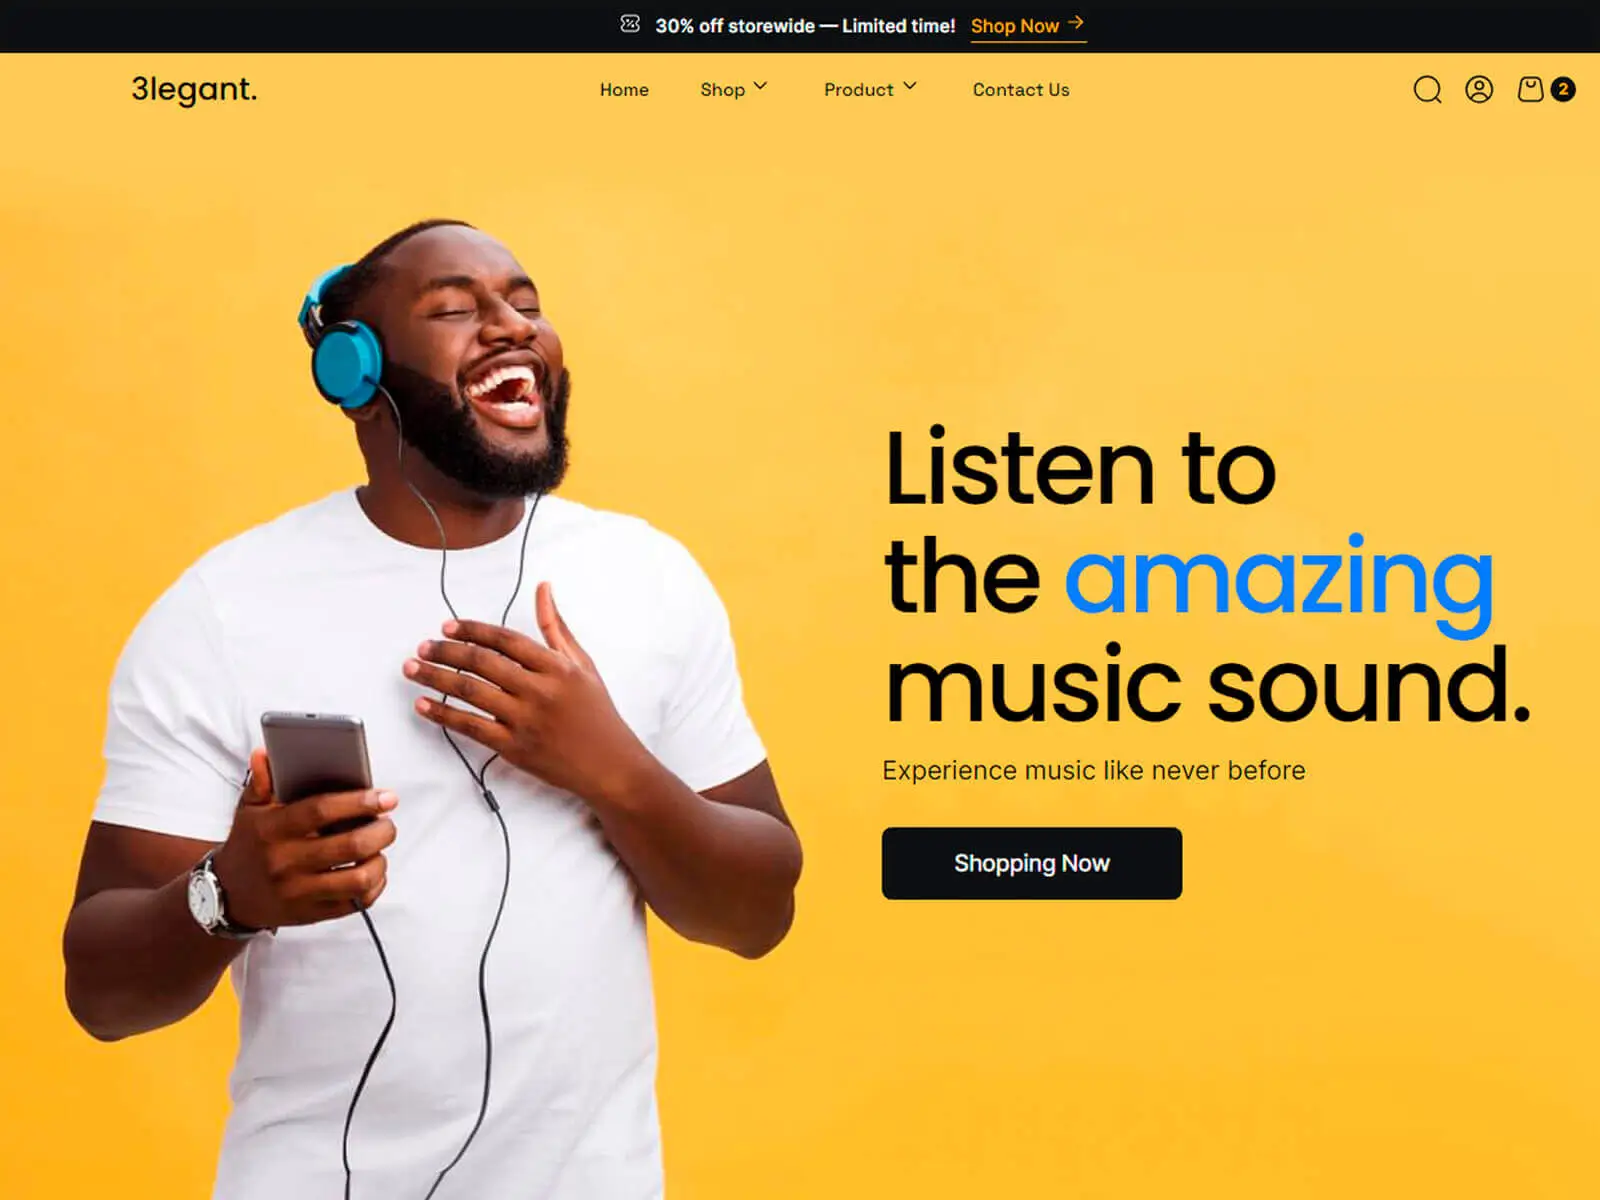 30% off storewide — Limited time! Shop Now
3legant.
Home Shop Product Contact Us
2
Listen to
the amazing
music sound.
Experience music like never before
Shopping Now